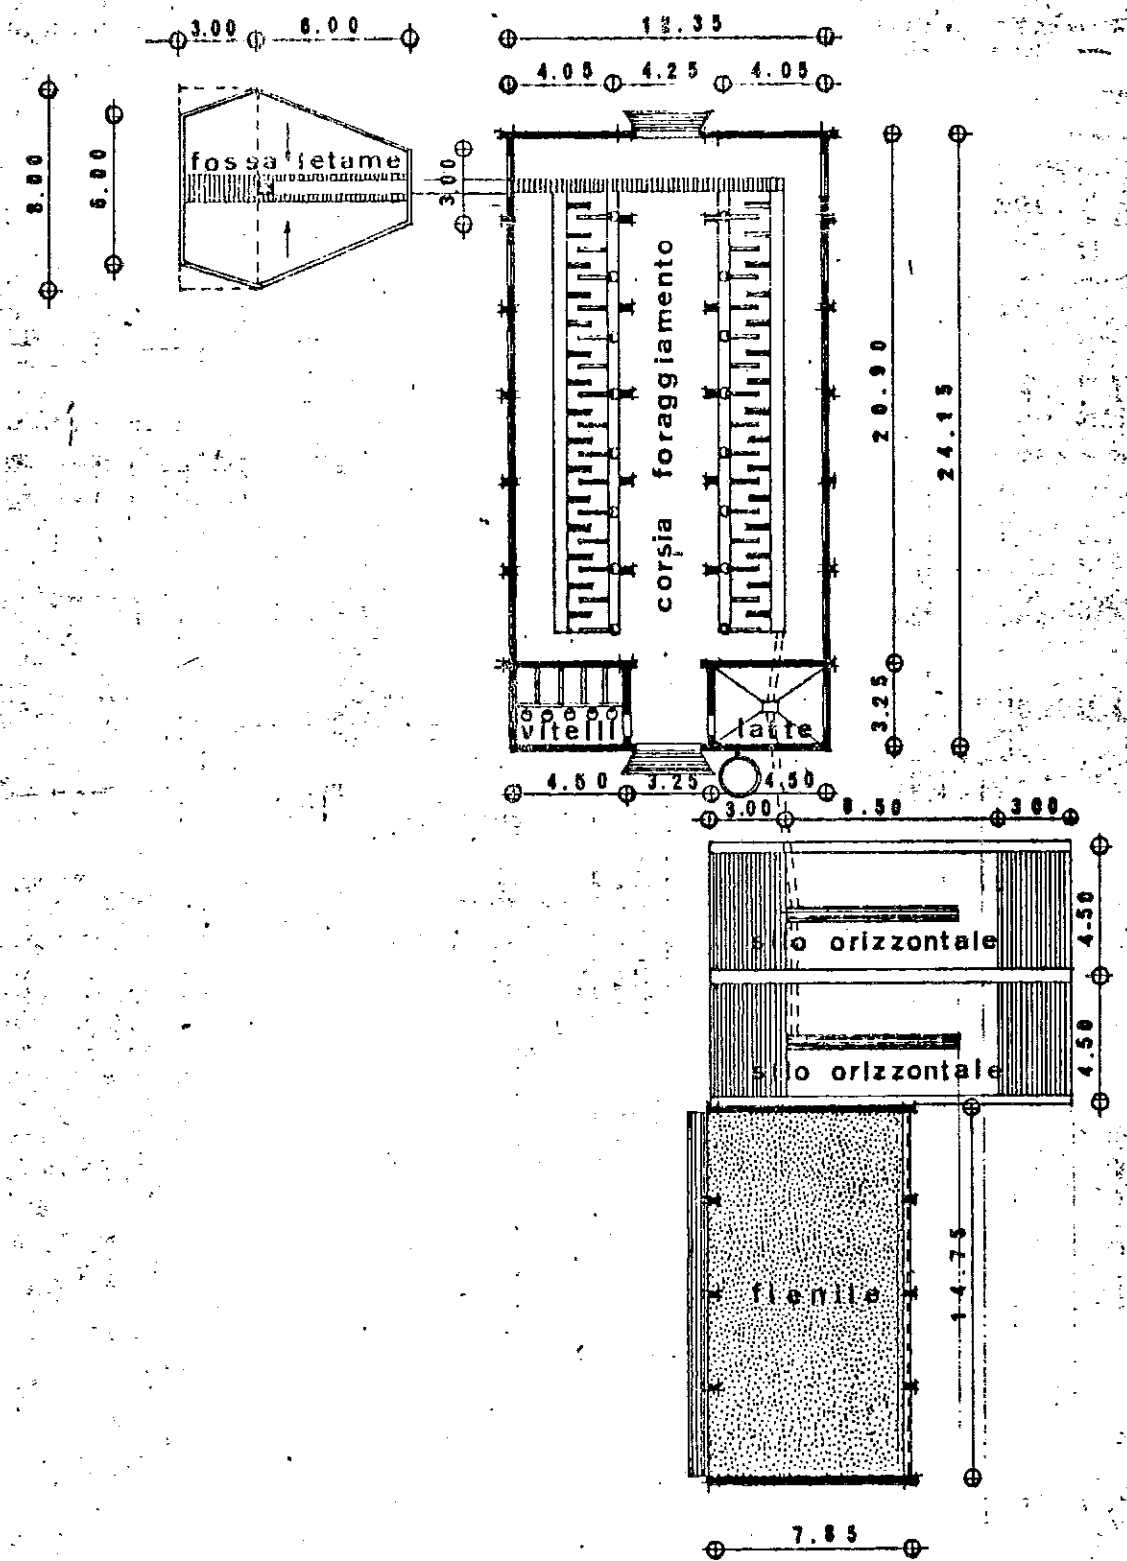 3.00 6.00
12.35
4.05 4.25 4.05
8.00
6.00
fossa letame
3.00
corsia foraggiamento
20.90
24.15
3.25
vitelli
latte
4.50 3.25 4.50
3.00 8.50 3.00
silo orizzontale
4.50
silo orizzontale
4.50
fienile
14.75
7.85